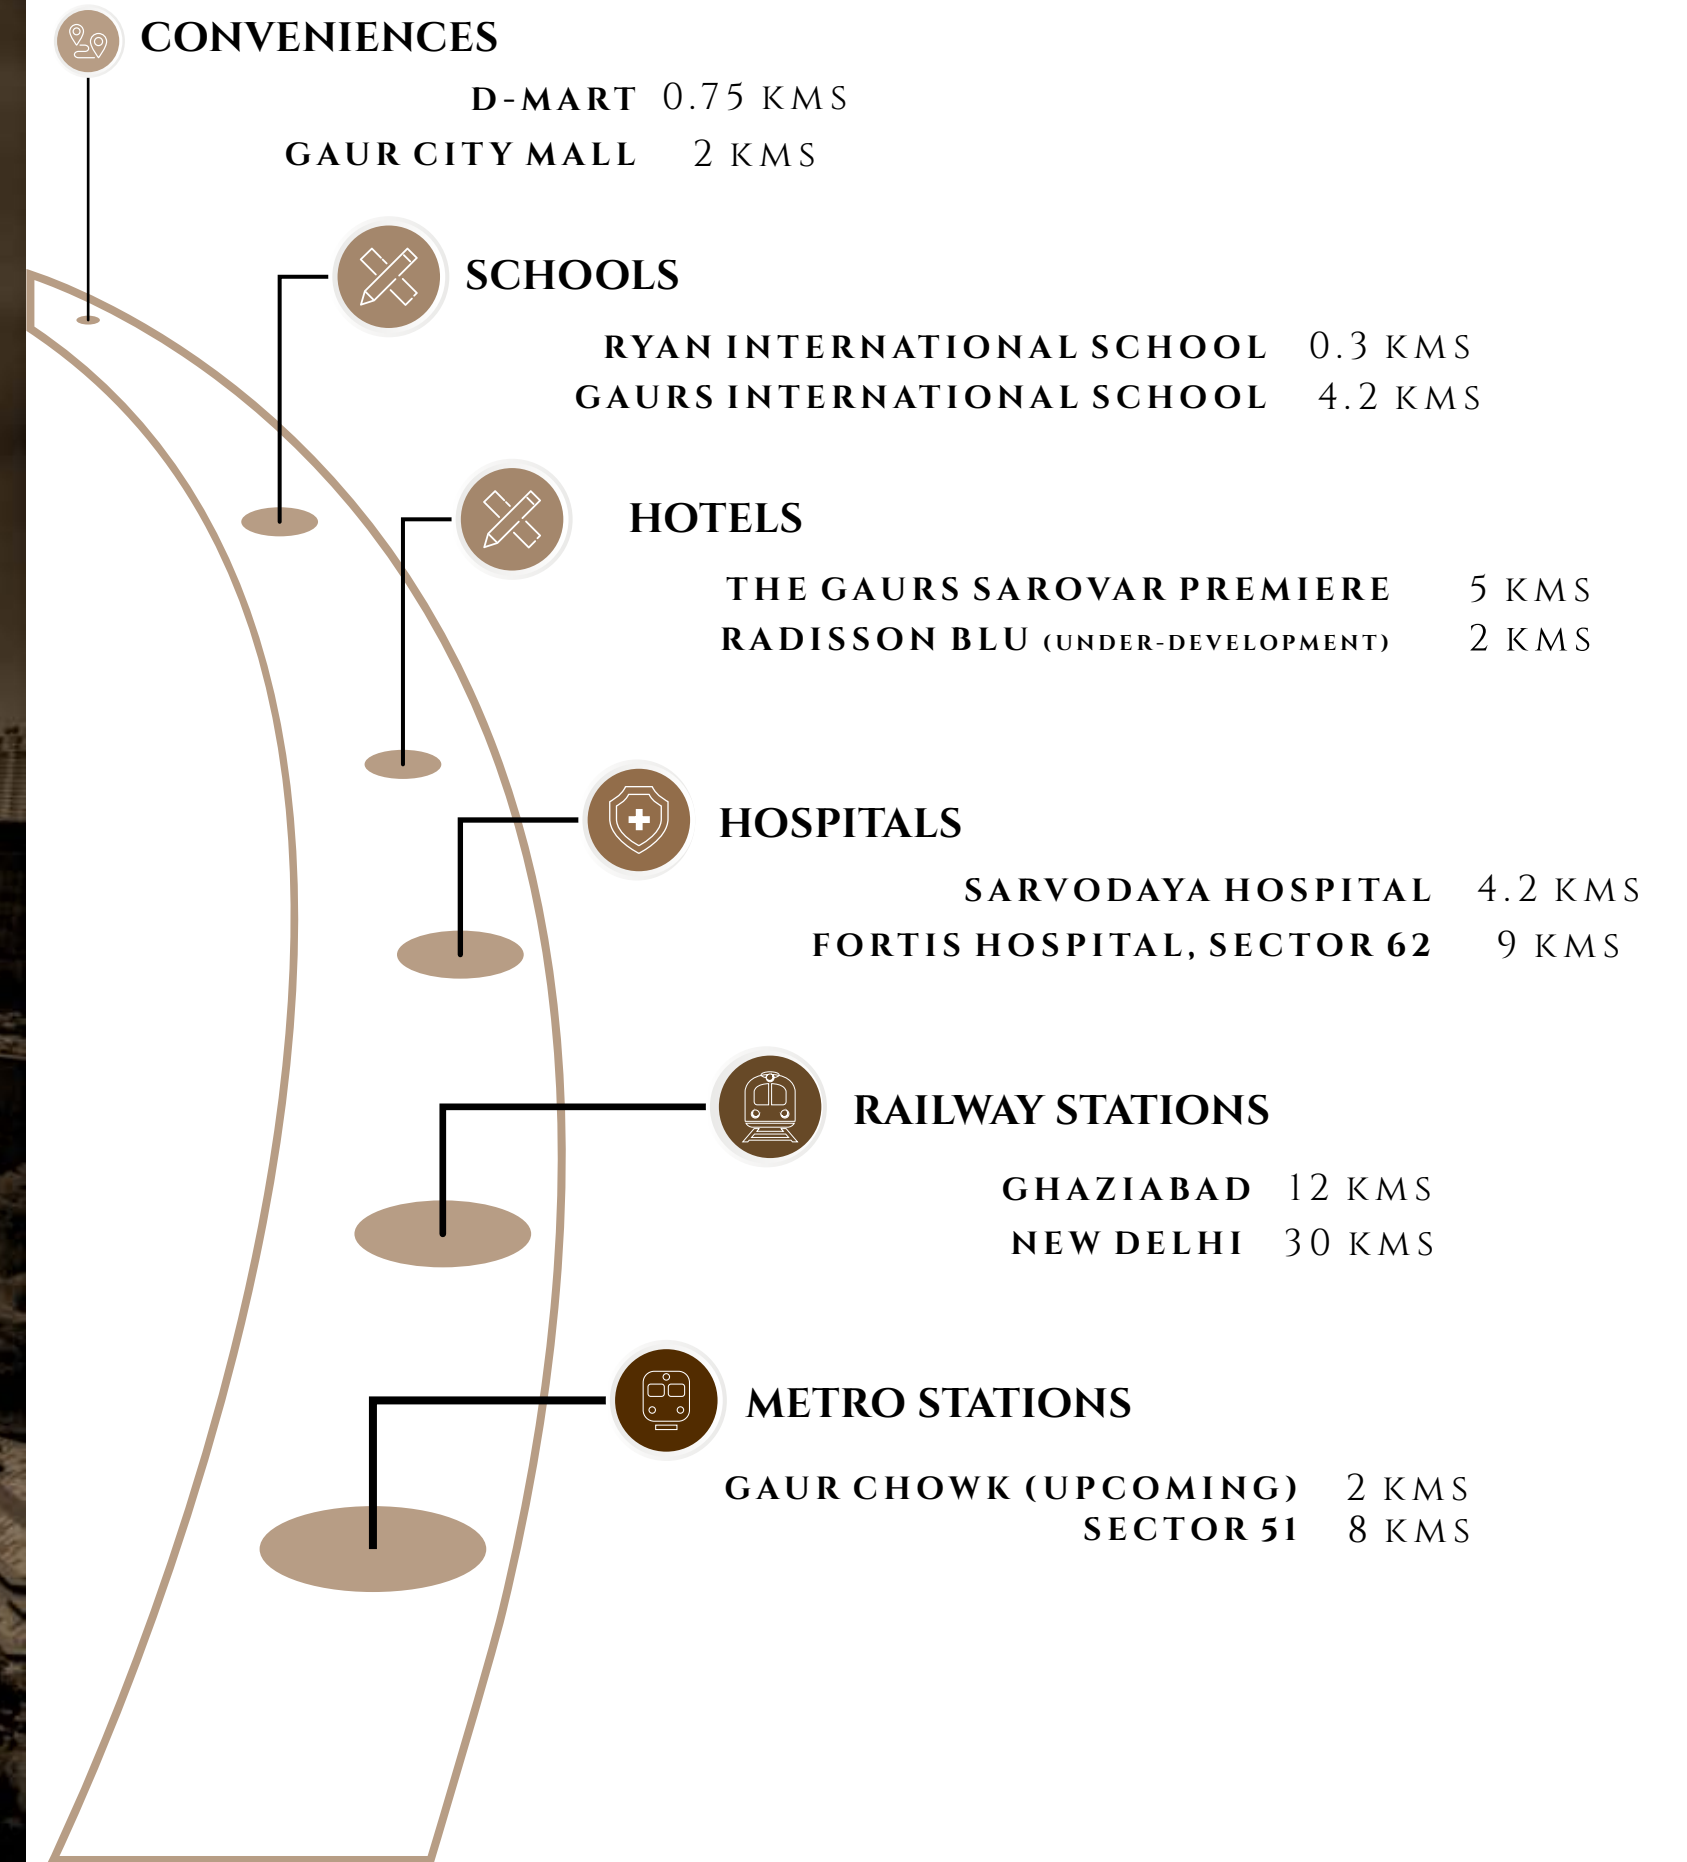 CONVENIENCES
D-MART 0.75 KMS
GAUR CITY MALL 2 KMS
SCHOOLS
RYAN INTERNATIONAL SCHOOL 0.3 KMS
GAURS INTERNATIONAL SCHOOL 4.2 KMS
HOTELS
THE GAURS SAROVAR PREMIERE 5 KMS
RADISSON BLU (UNDER-DEVELOPMENT) 2 KMS
HOSPITALS
SARVODAYA HOSPITAL 4.2 KMS
FORTIS HOSPITAL, SECTOR 62 9 KMS
RAILWAY STATIONS
GHAZIABAD 12 KMS
NEW DELHI 30 KMS
METRO STATIONS
GAUR CHOWK (UPCOMING) 2 KMS
SECTOR 51 8 KMS